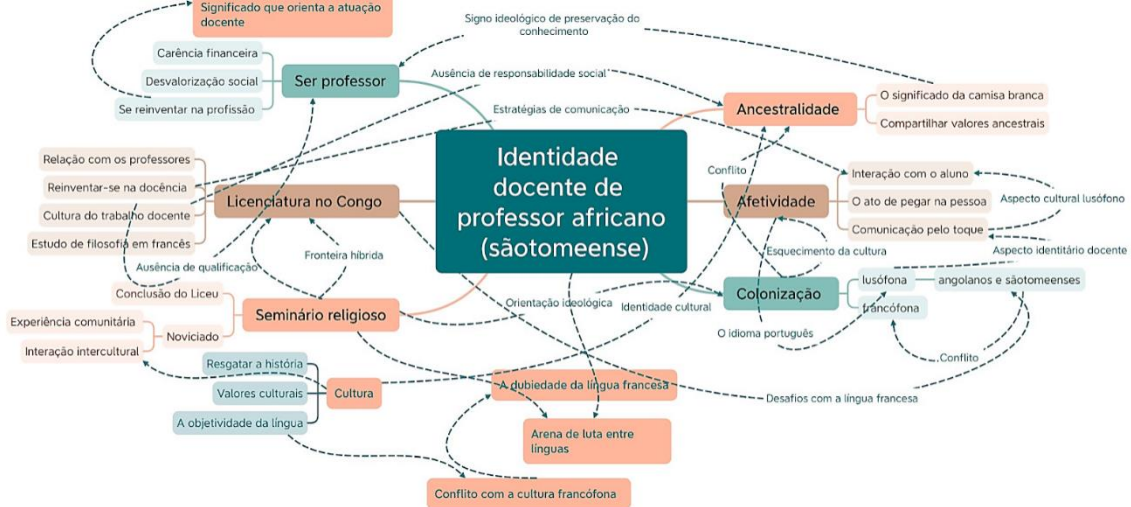 Significado que orienta a atuação
docente
Signo ideológico de preservação do
conhecimento
Carência financeira
Desvalorização social
Se reinventar na profissão
Ser professor
Ausência de responsabilidade social
Estratégias de comunicação
Ancestralidade
O significado da camisa branca
Compartilhar valores ancestrais
Identidade
docente de
professor africano
(sãotomeense)
Relação com os professores
Reinventar-se na docência
Cultura do trabalho docente
Estudo de filosofia em francês
Licenciatura no Congo
Conflito
Afetividade
Interação com o aluno
O ato de pegar na pessoa
Comunicação pelo toque
Aspecto cultural lusófono
Aspecto identitário docente
Esquecimento da cultura
Ausência de qualificação
Fronteira híbrida
Colonização
lusófona
angolanos e sãotomeenses
francófona
Conclusão do Liceu
Experiência comunitária
Interação intercultural
Noviciado
Seminário religioso
Orientação ideológica
Identidade cultural
O idioma português
Conflito
Resgatar a história
Valores culturais
A objetividade da língua
Cultura
A dubiedade da língua francesa
Desafios com a língua francesa
Arena de luta entre
línguas
Conflito com a cultura francófona